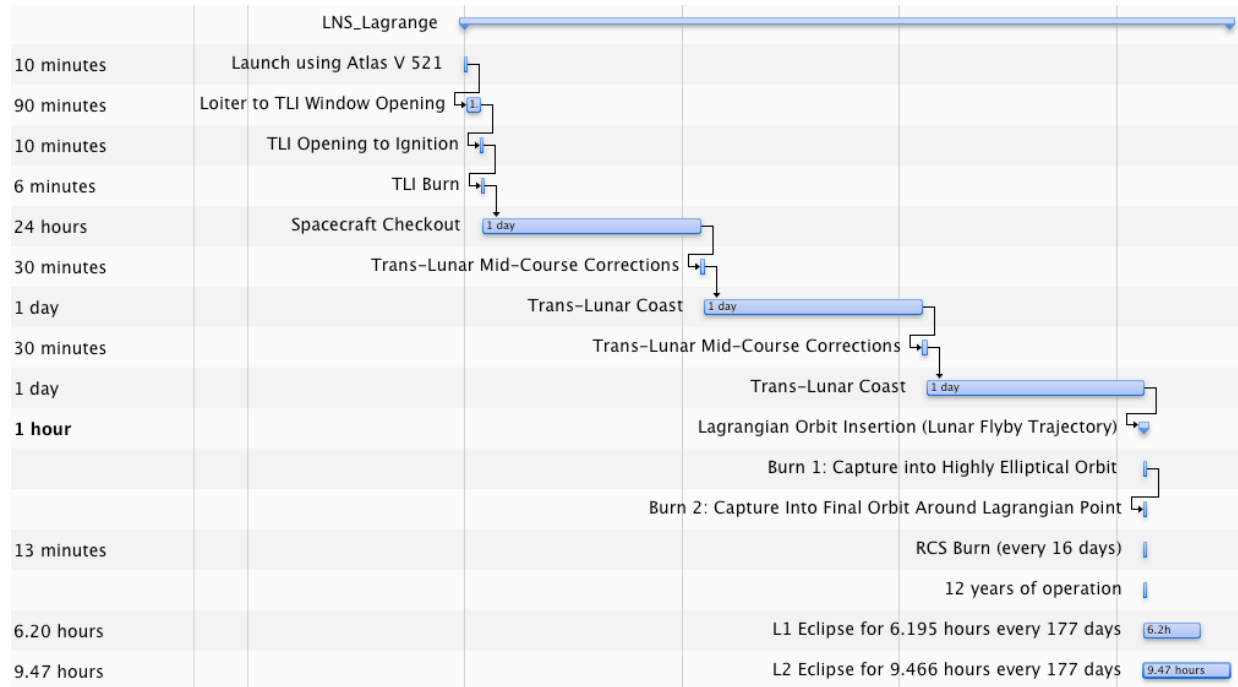 LNS_Lagrange
10 minutes Launch using Atlas V 521
90 minutes Loiter to TLI Window Opening 1.
10 minutes TLI Opening to Ignition
6 minutes TLI Burn
24 hours Spacecraft Checkout 1 day
30 minutes Trans-Lunar Mid-Course Corrections
1 day Trans-Lunar Coast 1 day
30 minutes Trans-Lunar Mid-Course Corrections
1 day Trans-Lunar Coast 1 day
1 hour Lagrangian Orbit Insertion (Lunar Flyby Trajectory)
Burn 1: Capture into Highly Elliptical Orbit
Burn 2: Capture Into Final Orbit Around Lagrangian Point
13 minutes RCS Burn (every 16 days)
12 years of operation
6.20 hours L1 Eclipse for 6.195 hours every 177 days 6.2h
9.47 hours L2 Eclipse for 9.466 hours every 177 days 9.47 hours